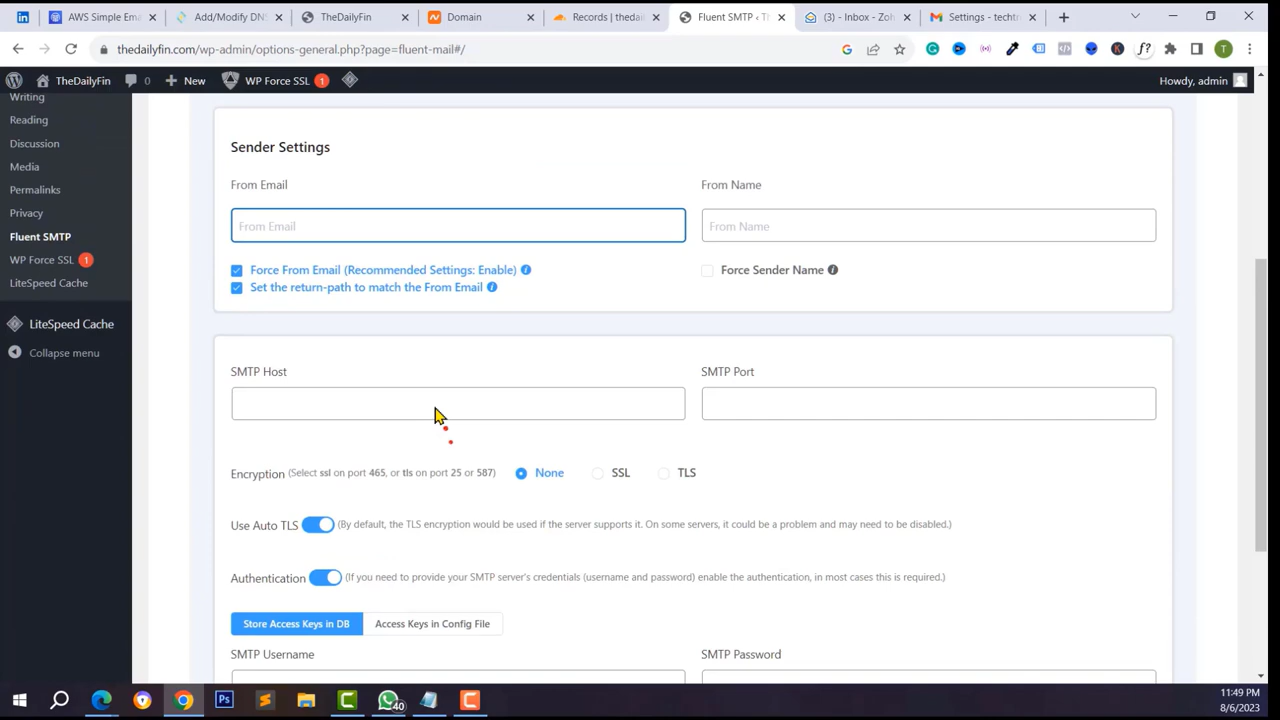 AWS Simple Ema
Add/Modify DN
TheDailyFin
Domain
Records | theda
Fluent SMTP ‹ T
(3) - Inbox - Zoh
Settings - techt
thedailyfin.com/wp-admin/options-general.php?page=fluent-mail#/
TheDailyFin
0
New
WP Force SSL 1
Howdy, admin
Writing
Reading
Discussion
Media
Permalinks
Privacy
Fluent SMTP
WP Force SSL 1
LiteSpeed Cache
LiteSpeed Cache
Collapse menu
Sender Settings
From Email
From Name
From Email
From Name
Force From Email (Recommended Settings: Enable)
Force Sender Name
Set the return-path to match the From Email
SMTP Host
SMTP Port
Encryption (Select ssl on port 465, or tls on port 25 or 587)
None
SSL
TLS
Use Auto TLS
(By default, the TLS encryption would be used if the server supports it. On some servers, it could be a problem and may need to be disabled.)
Authentication
(If you need to provide your SMTP server's credentials (username and password) enable the authentication, in most cases this is required.)
Store Access Keys in DB
Access Keys in Config File
SMTP Username
SMTP Password
Ps
40
11:49 PM
8/6/2023